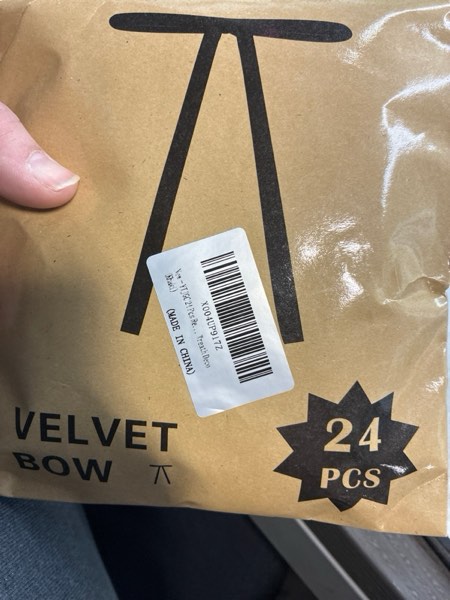 X004UP917Z
(MADE IN CHINA)
VELVET
BOW
24
PCS